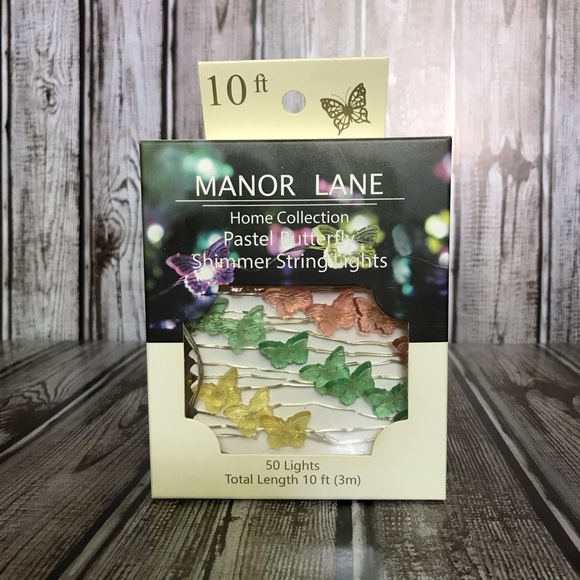 10 ft
MANOR LANE
Home Collection
Pastel Butterfly
Shimmer String Lights
50 Lights
Total Length 10 ft (3m)